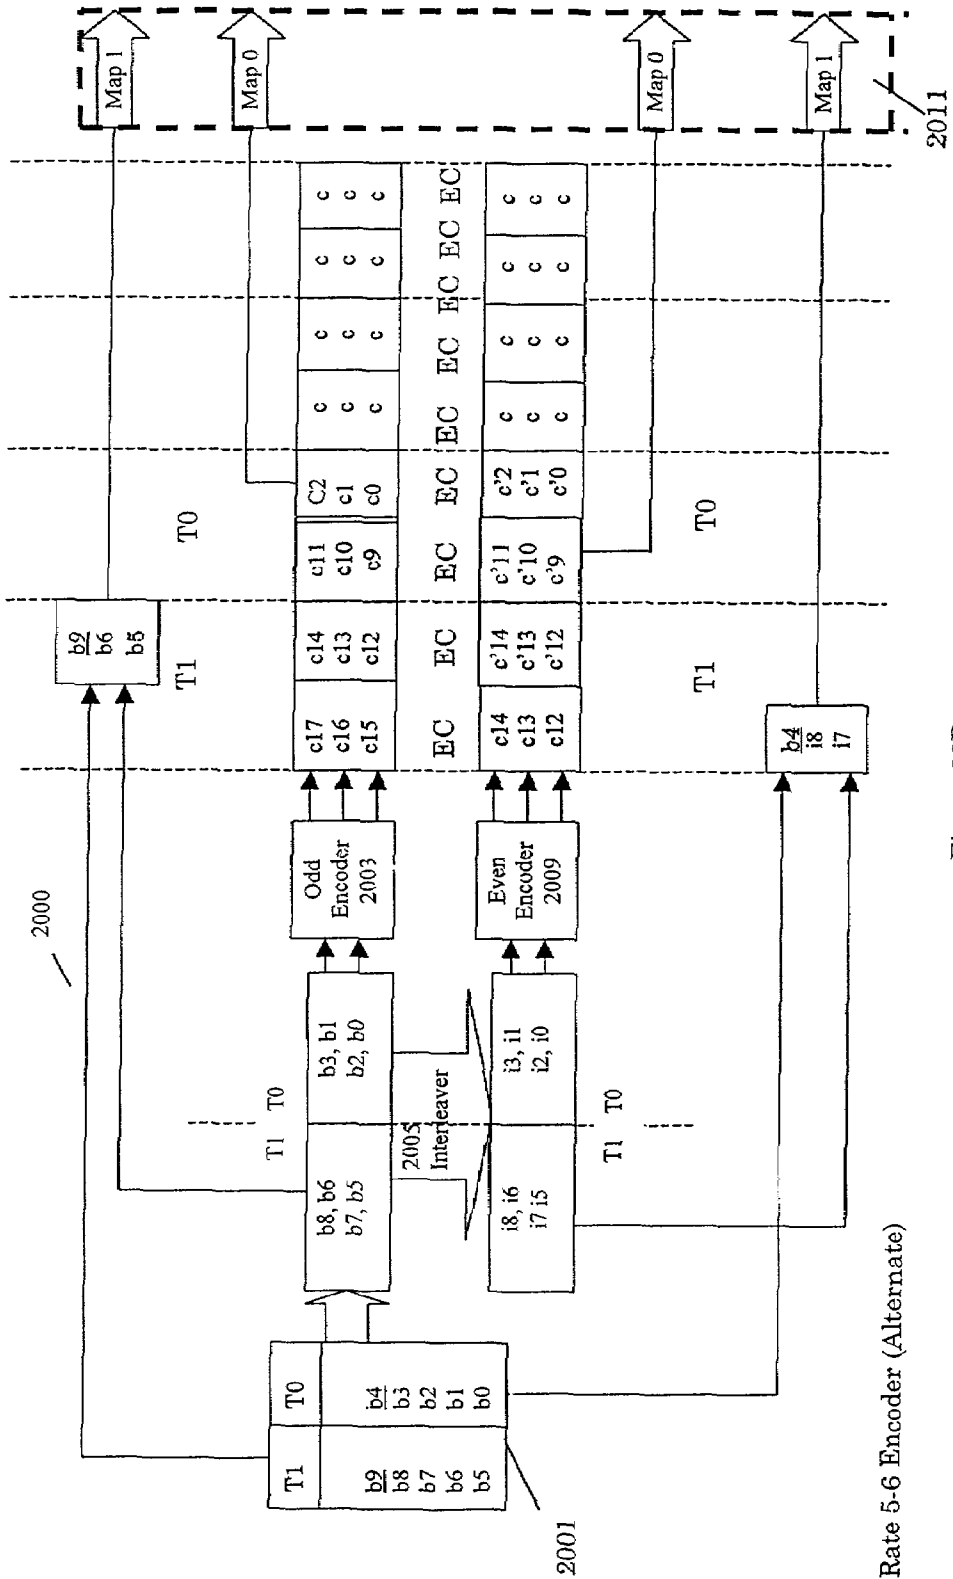 2000
T1
T0
b9
b8
b7
b6
b5
b4
b3
b2
b1
b0
2001
b8, b6
b7, b5
T1
T0
b3, b1
b2, b0
2005
Interleaver
i8, i6
i7 i5
i3, i1
i2, i0
T1
T0
Odd
Encoder
2003
Even
Encoder
2009
b9
b6
b5
T1
T0
c17
c16
c15
c14
c13
c12
c11
c10
c9
C2
c1
c0
c
c
c
c
c
c
c
c
c
c
c
c
EC
EC
EC
EC
EC
EC
EC
EC
c14
c13
c12
c'14
c'13
c'12
c'11
c'10
c'9
c'2
c'1
c'0
c
c
c
c
c
c
c
c
c
c
c
c
T1
T0
b4
i8
i7
Map 1
Map 0
Map 0
Map 1
2011
Rate 5-6 Encoder (Alternate)